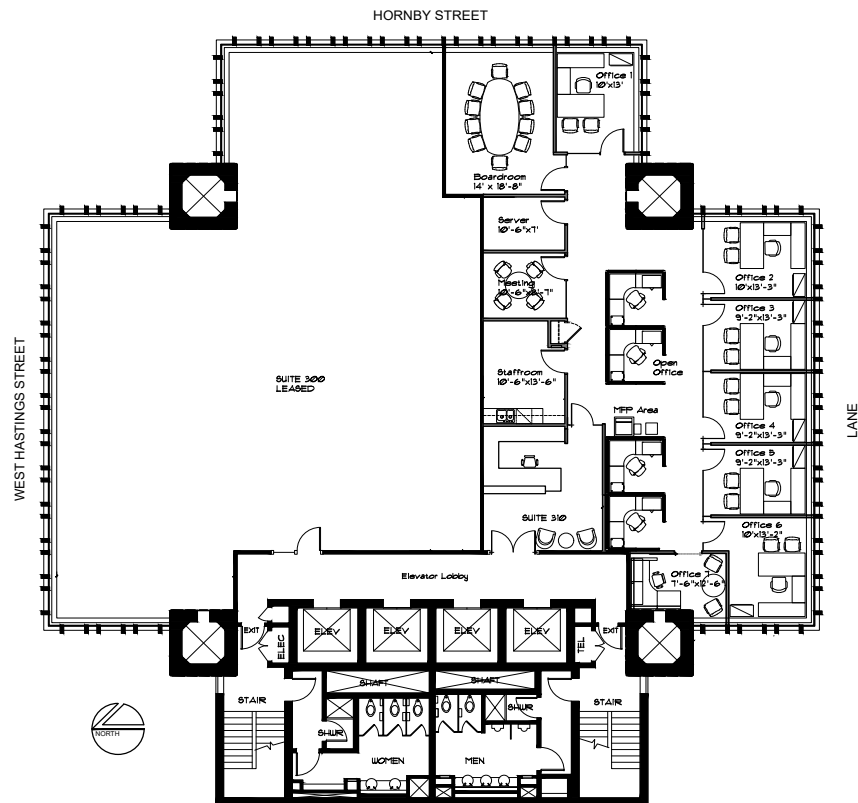 HORNBY STREET
Office 1
10'x13'
Boardroom
14' x 18'-8"
Server
10'-6"x7'
Meeting
Office 2
10'x13'-3"
Office 3
9'-2"x13'-3"
Open
Office
Staffroom
10'-6"x13'-6"
SUITE 300
LEASED
WEST HASTINGS STREET
LANE
MFP Area
Office 4
9'-2"x13'-3"
Office 5
9'-2"x13'-3"
SUITE 310
Office 6
10'x13'-2"
Office 7
7'-6"x12'-6"
Elevator Lobby
EXIT
ELEC
ELEV
ELEV
ELEV
ELEV
TEL
EXIT
SHAFT
SHAFT
STAIR
STAIR
SHWR
SHWR
WOMEN
MEN
NORTH